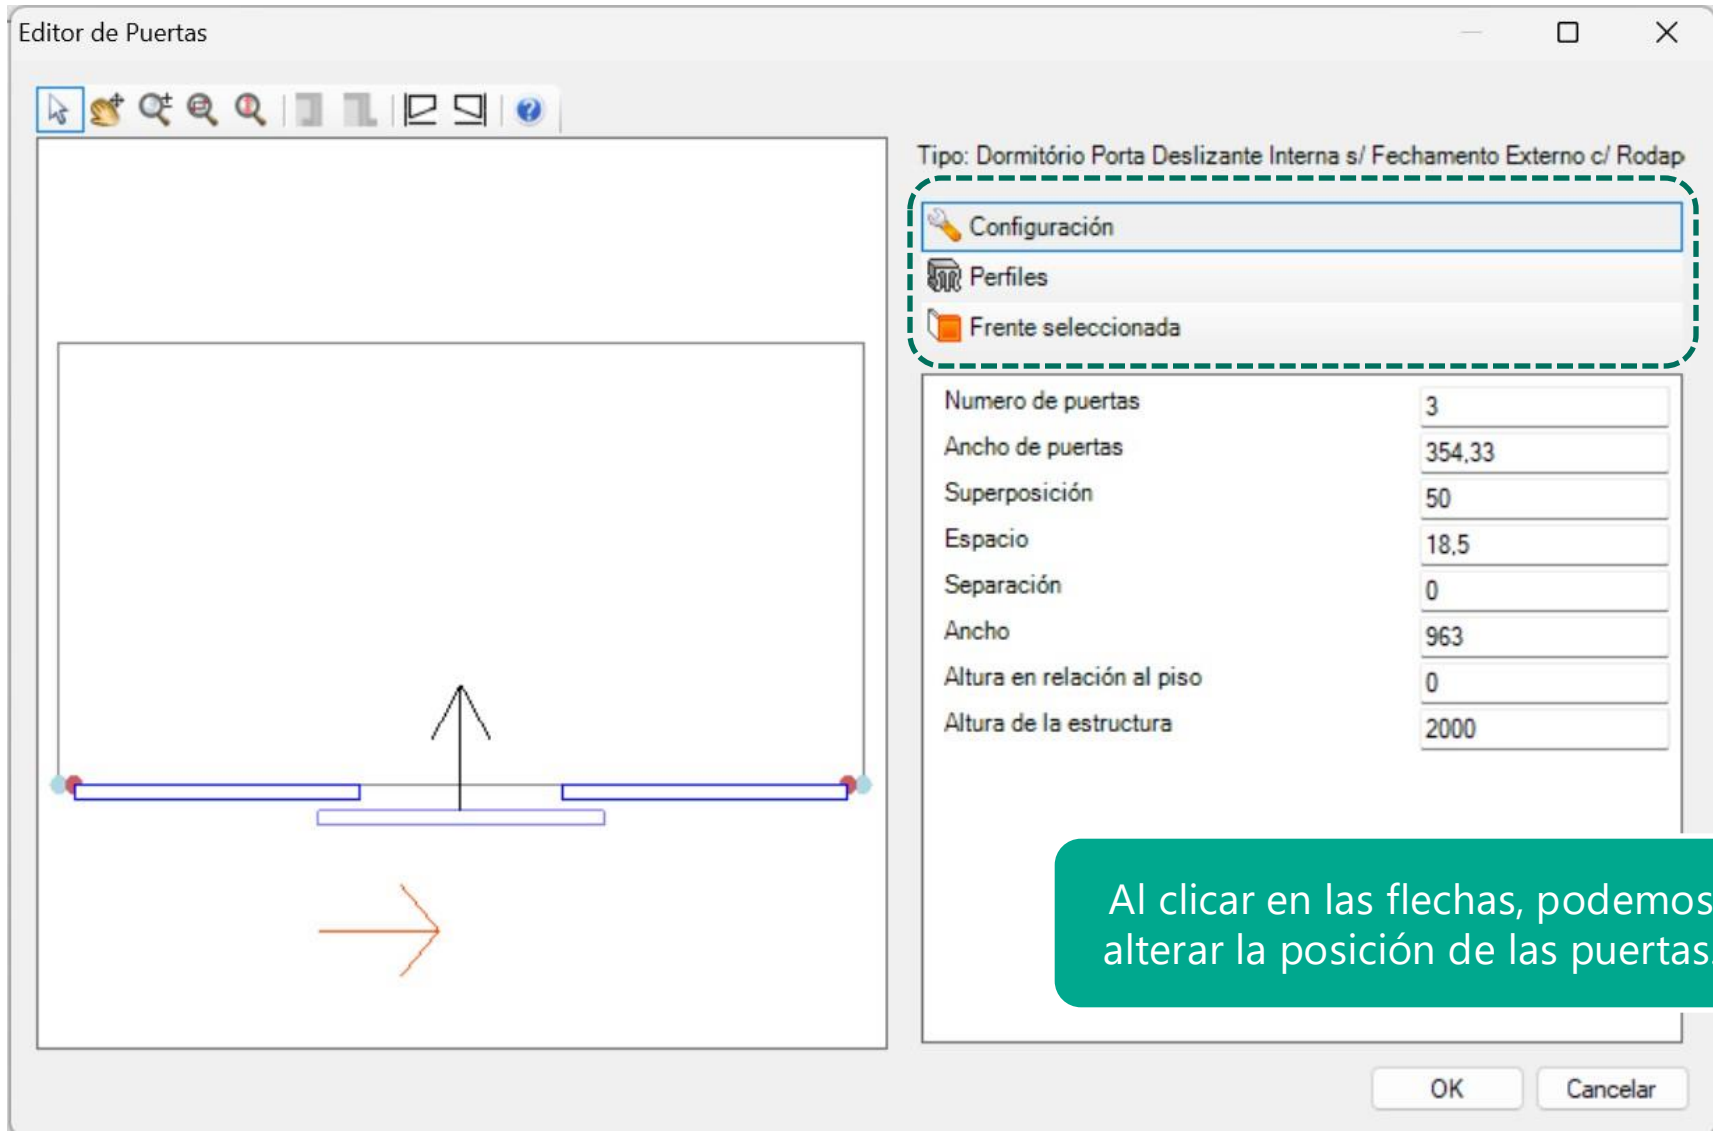 Editor de Puertas
Tipo: Dormitório Porta Deslizante Interna s/ Fechamento Externo c/ Rodap
Configuración
Perfiles
Frente seleccionada
Numero de puertas 3
Ancho de puertas 354,33
Superposición 50
Espacio 18,5
Separación 0
Ancho 963
Altura en relación al piso 0
Altura de la estructura 2000
Al clicar en las flechas, podemos
alterar la posición de las puertas.
OK Cancelar